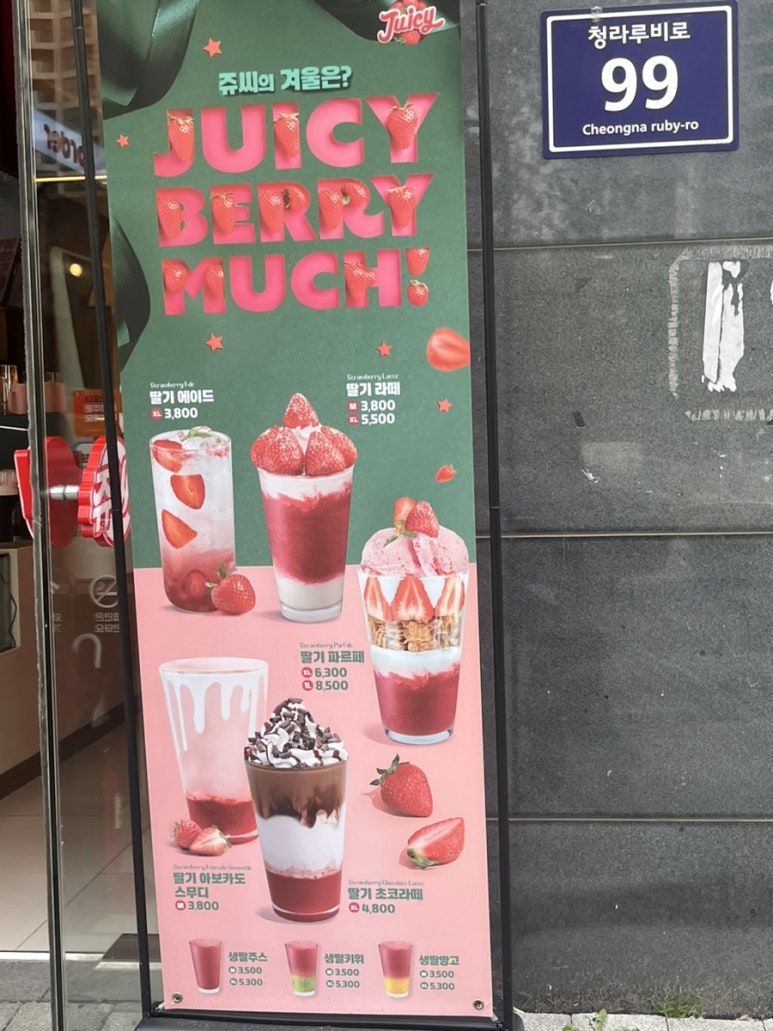 Juicy
쥬씨의 겨울은?
JUICY
BERRY
MUCH!
Strawberry Ade
딸기 에이드
XL 3,800
Strawberry Latte
딸기 라떼
M 3,800
XL 5,500
Strawberry Parfait
딸기 파르페
XL 6,300
1L 8,500
딸기 아보카도
스무디
M 3,800
Strawberry Chocolate Latte
딸기 초코라떼
XL 4,800
생딸주스
M 3,500
XL 5,300
생딸키위
M 3,500
XL 5,300
생딸망고
M 3,500
XL 5,300
청라루비로
99
Cheongna ruby-ro